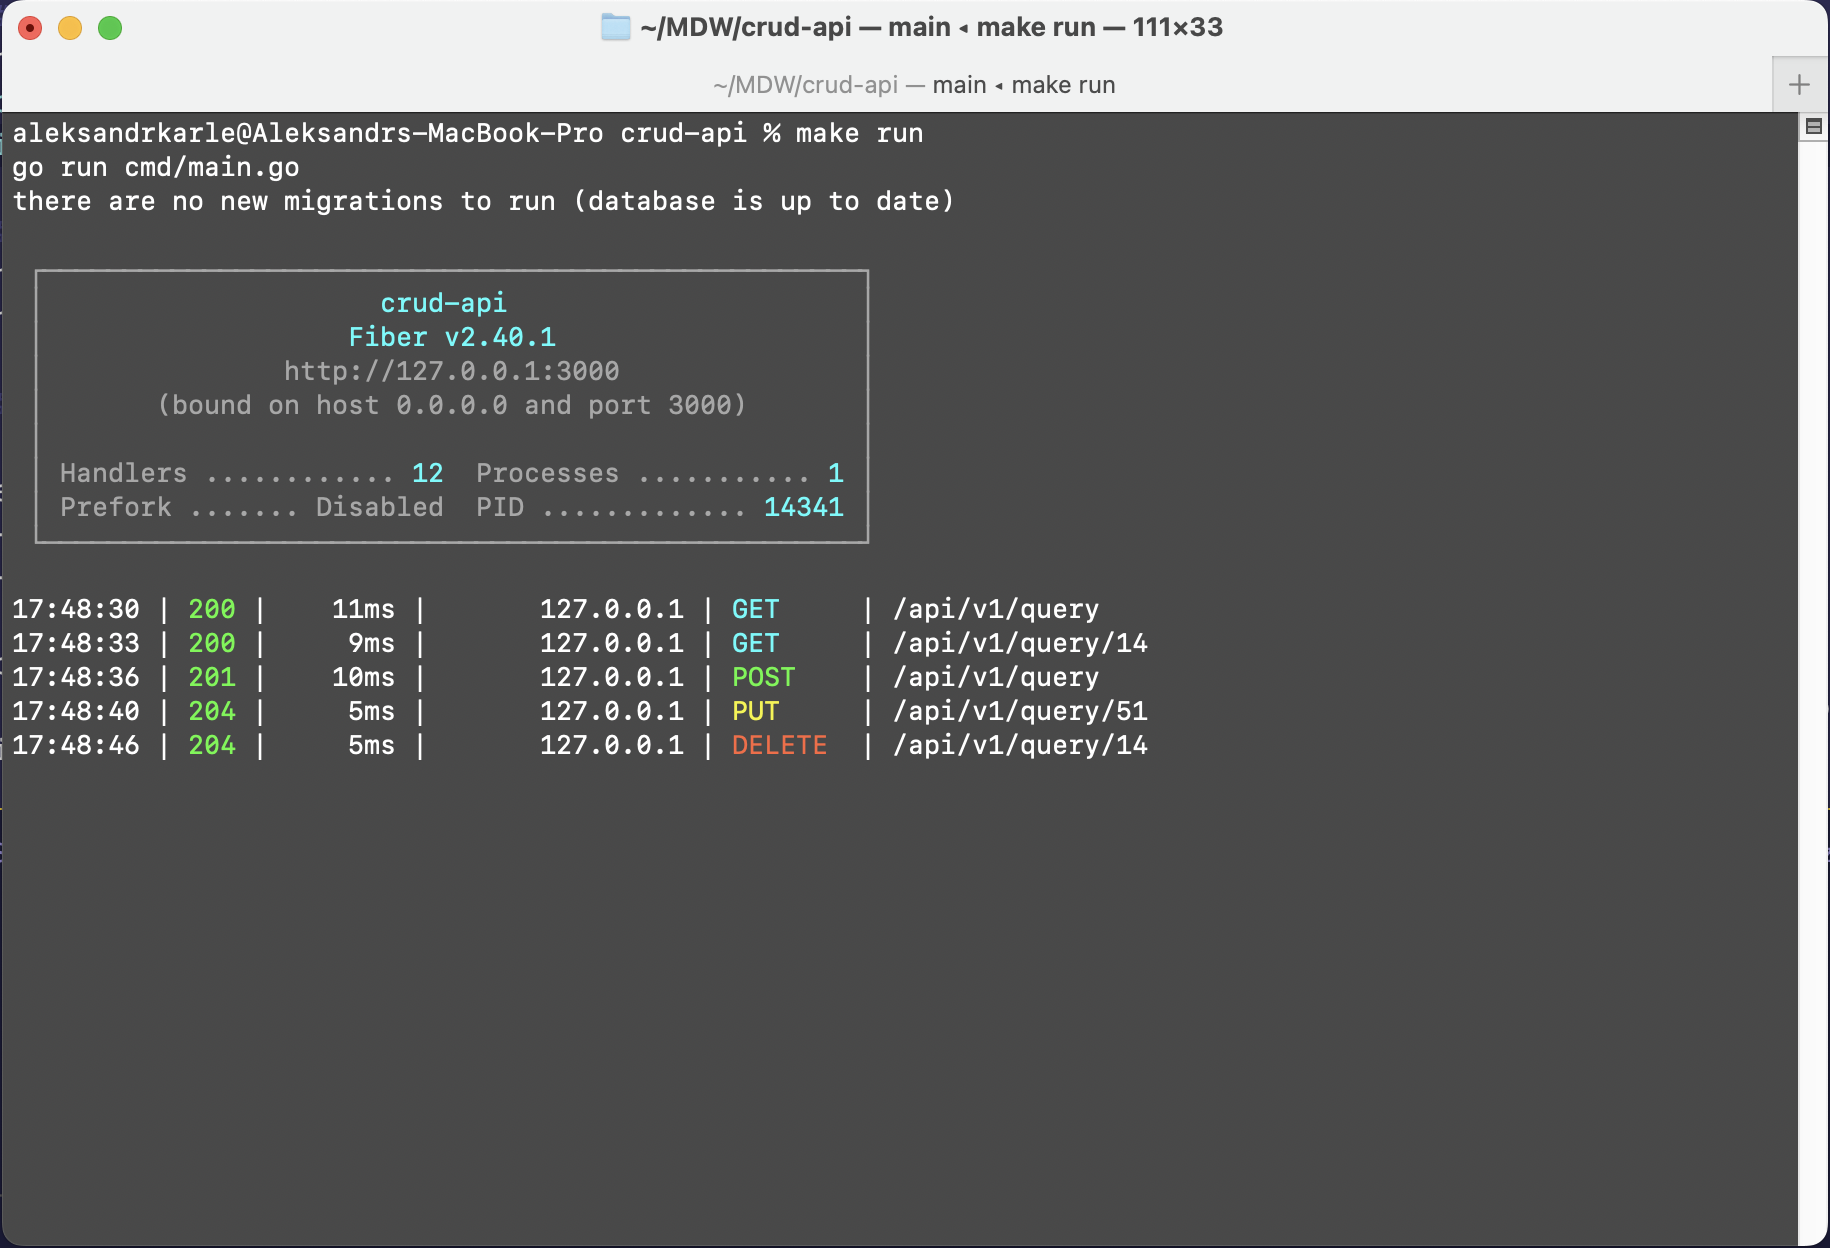 ~/MDW/crud-api — main ◂ make run — 111×33
~/MDW/crud-api — main ◂ make run
aleksandrkarle@Aleksandrs-MacBook-Pro crud-api % make run
go run cmd/main.go
there are no new migrations to run (database is up to date)
crud-api
Fiber v2.40.1
http://127.0.0.1:3000
(bound on host 0.0.0.0 and port 3000)
Handlers ............ 12  Processes ........... 1
Prefork ....... Disabled  PID ............. 14341
17:48:30 | 200 |    11ms |       127.0.0.1 | GET     | /api/v1/query
17:48:33 | 200 |     9ms |       127.0.0.1 | GET     | /api/v1/query/14
17:48:36 | 201 |    10ms |       127.0.0.1 | POST    | /api/v1/query
17:48:40 | 204 |     5ms |       127.0.0.1 | PUT     | /api/v1/query/51
17:48:46 | 204 |     5ms |       127.0.0.1 | DELETE  | /api/v1/query/14